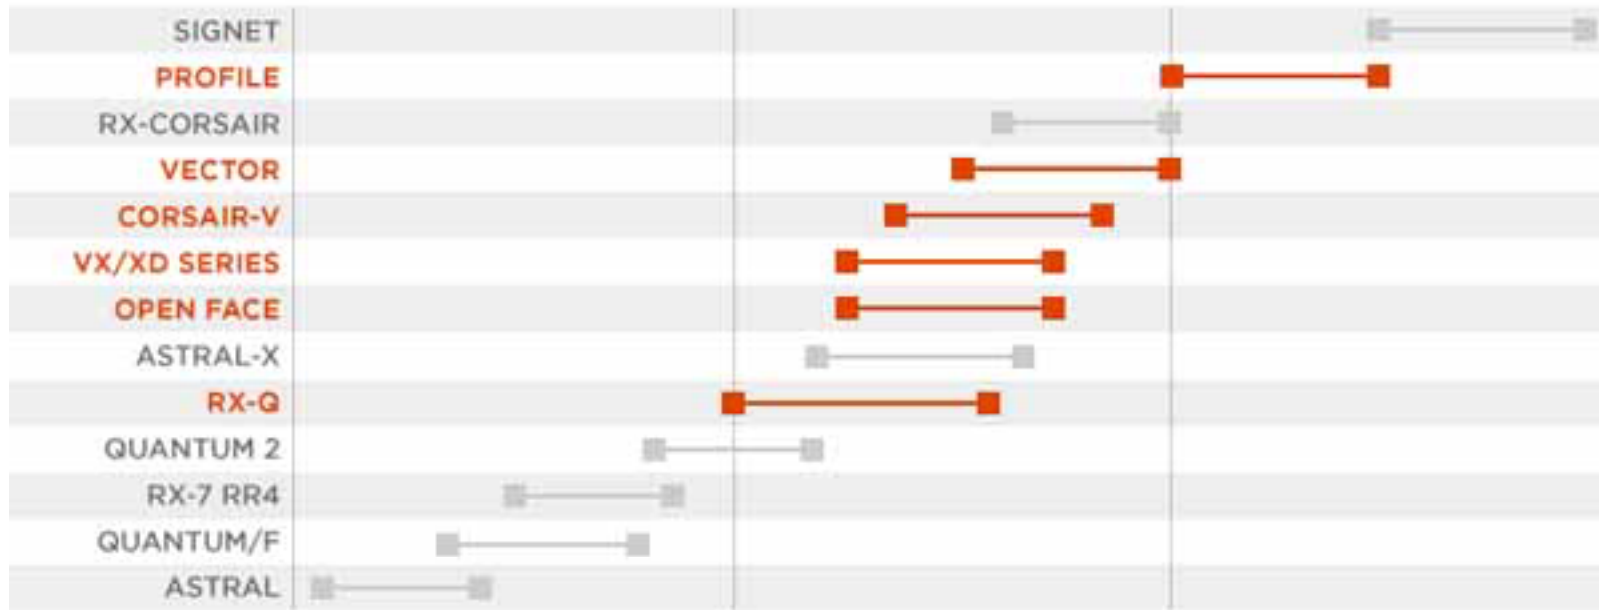 SIGNET
PROFILE
RX-CORSAIR
VECTOR
CORSAIR-V
VX/XD SERIES
OPEN FACE
ASTRAL-X
RX-Q
QUANTUM 2
RX-7 RR4
QUANTUM/F
ASTRAL